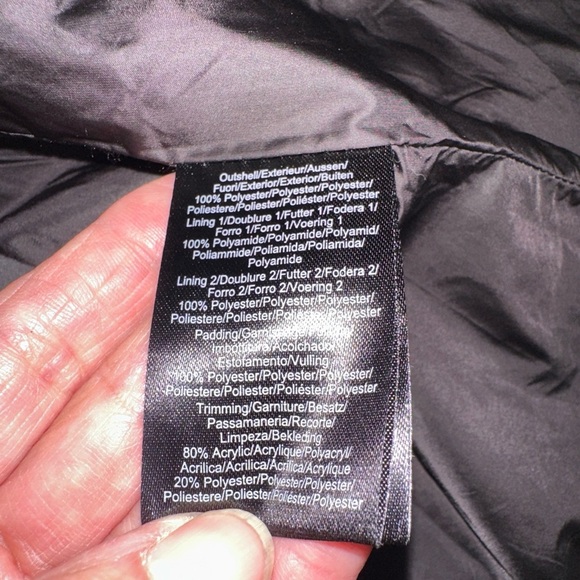 Outshell/Exterieur/Aussen/
Fuori/Exterior/Exterior/Buiten
100% Polyester/Polyester/Polyester/
Poliestere/Poliester/Poliéster/Polyester
Lining 1/Doublure 1/Futter 1/Fodera 1/
Forro 1/Forro 1/Voering 1
100% Polyamide/Polyamide/Polyamid/
Poliammide/Poliamida/Poliamida/
Polyamide
Lining 2/Doublure 2/Futter 2/Fodera 2/
Forro 2/Forro 2/Voering 2
100% Polyester/Polyester/Polyester/
Poliestere/Poliester/Poliéster/Polyester
Padding/
Imbottiture/Acolchado/
Estofamento/Vulling
100% Polyester/Polyester/Polyester/
Poliestere/Poliester/Poliéster/Polyester
Trimming/Garniture/Besatz/
Passamaneria/Recorte/
Limpeza/Bekleding
80% Acrylic/Acrylique/Polyacryl/
Acrilica/Acrilica/Acrilica/Acrylique
20% Polyester/Polyester/Polyester/
Poliestere/Poliester/Poliéster/Polyester